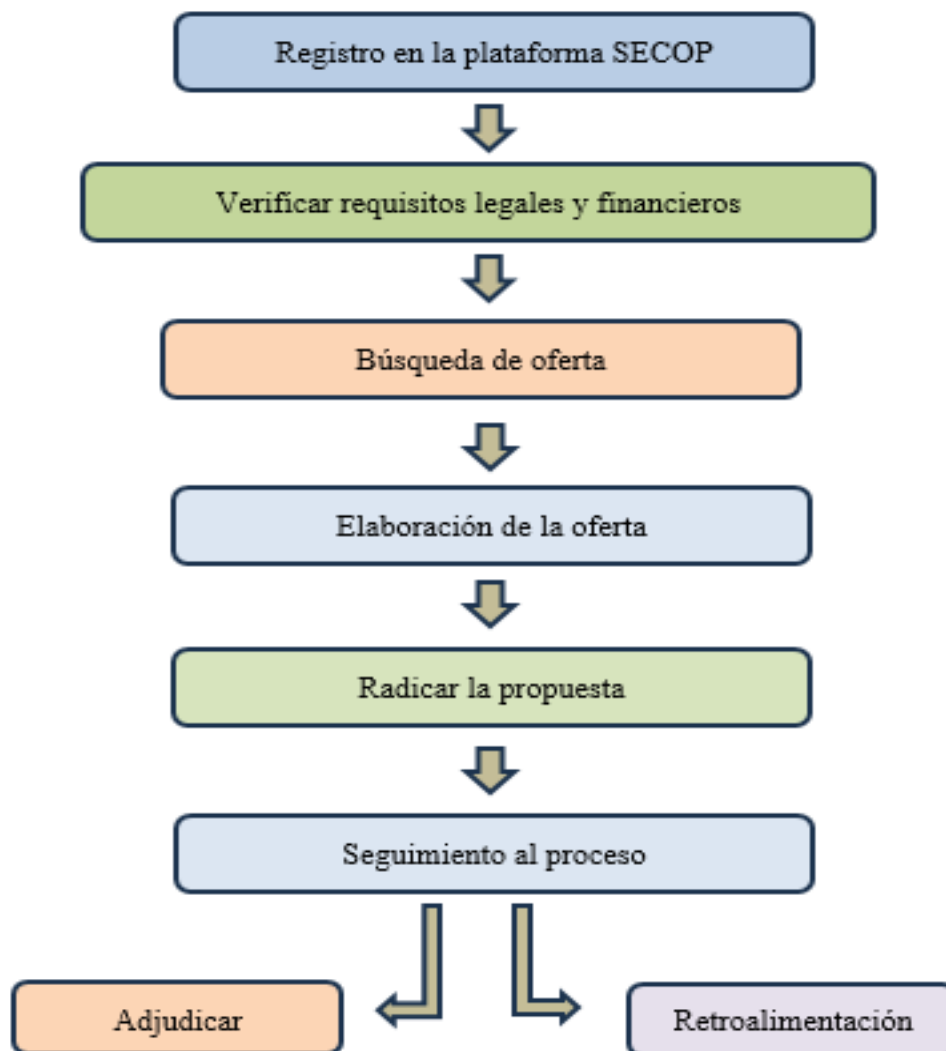 Registro en la plataforma SECOP
Verificar requisitos legales y financieros
Búsqueda de oferta
Elaboración de la oferta
Radicar la propuesta
Seguimiento al proceso
Adjudicar
Retroalimentación